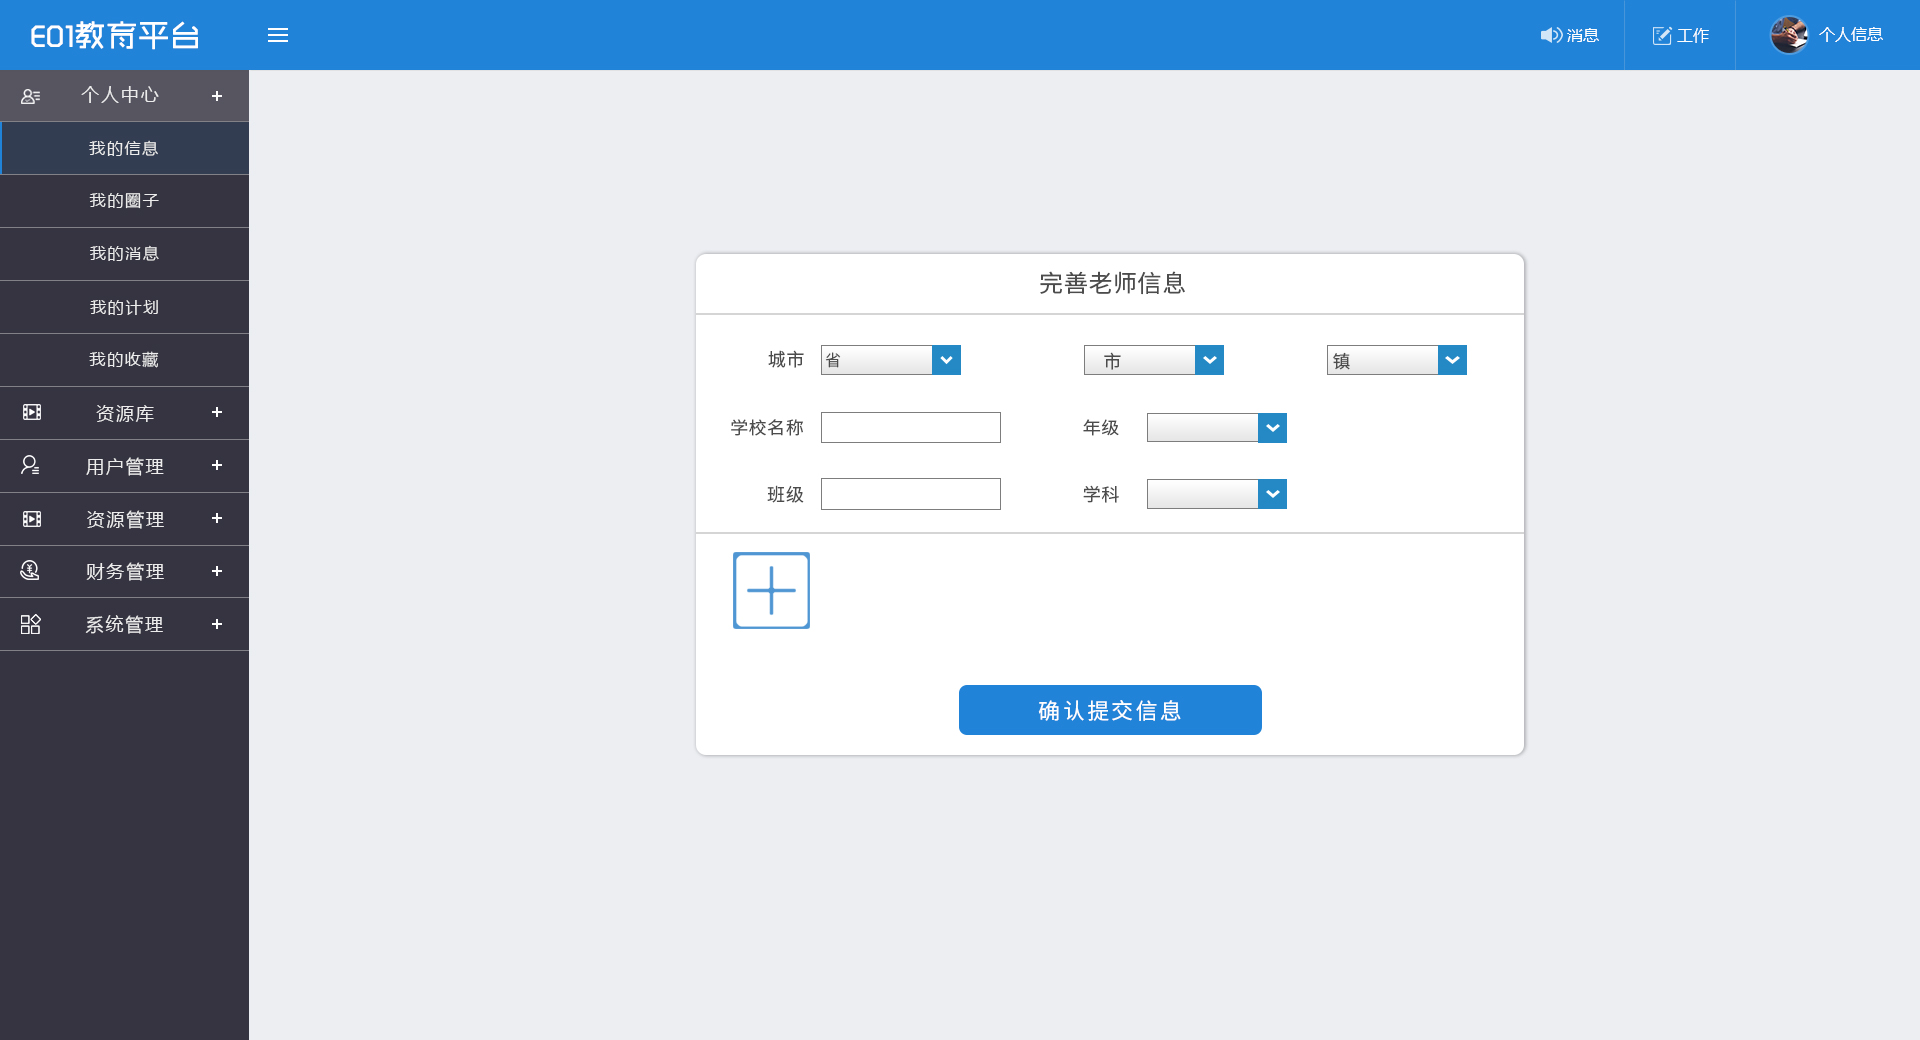 E01教育平台
消息
工作
个人信息
个人中心 +
我的信息
我的圈子
我的消息
我的计划
我的收藏
资源库 +
用户管理 +
资源管理 +
财务管理 +
系统管理 +
完善老师信息
城市 省 市 镇
学校名称 年级
班级 学科
确认提交信息